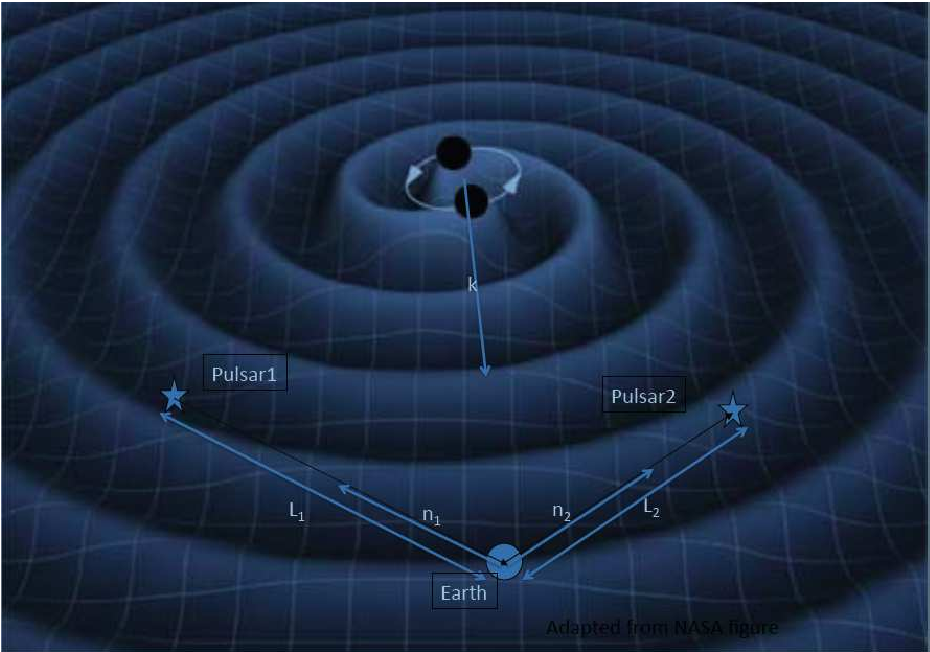 k
Pulsar1
Pulsar2
L₁
n₁
n₂
L₂
Earth
Adapted from NASA figure